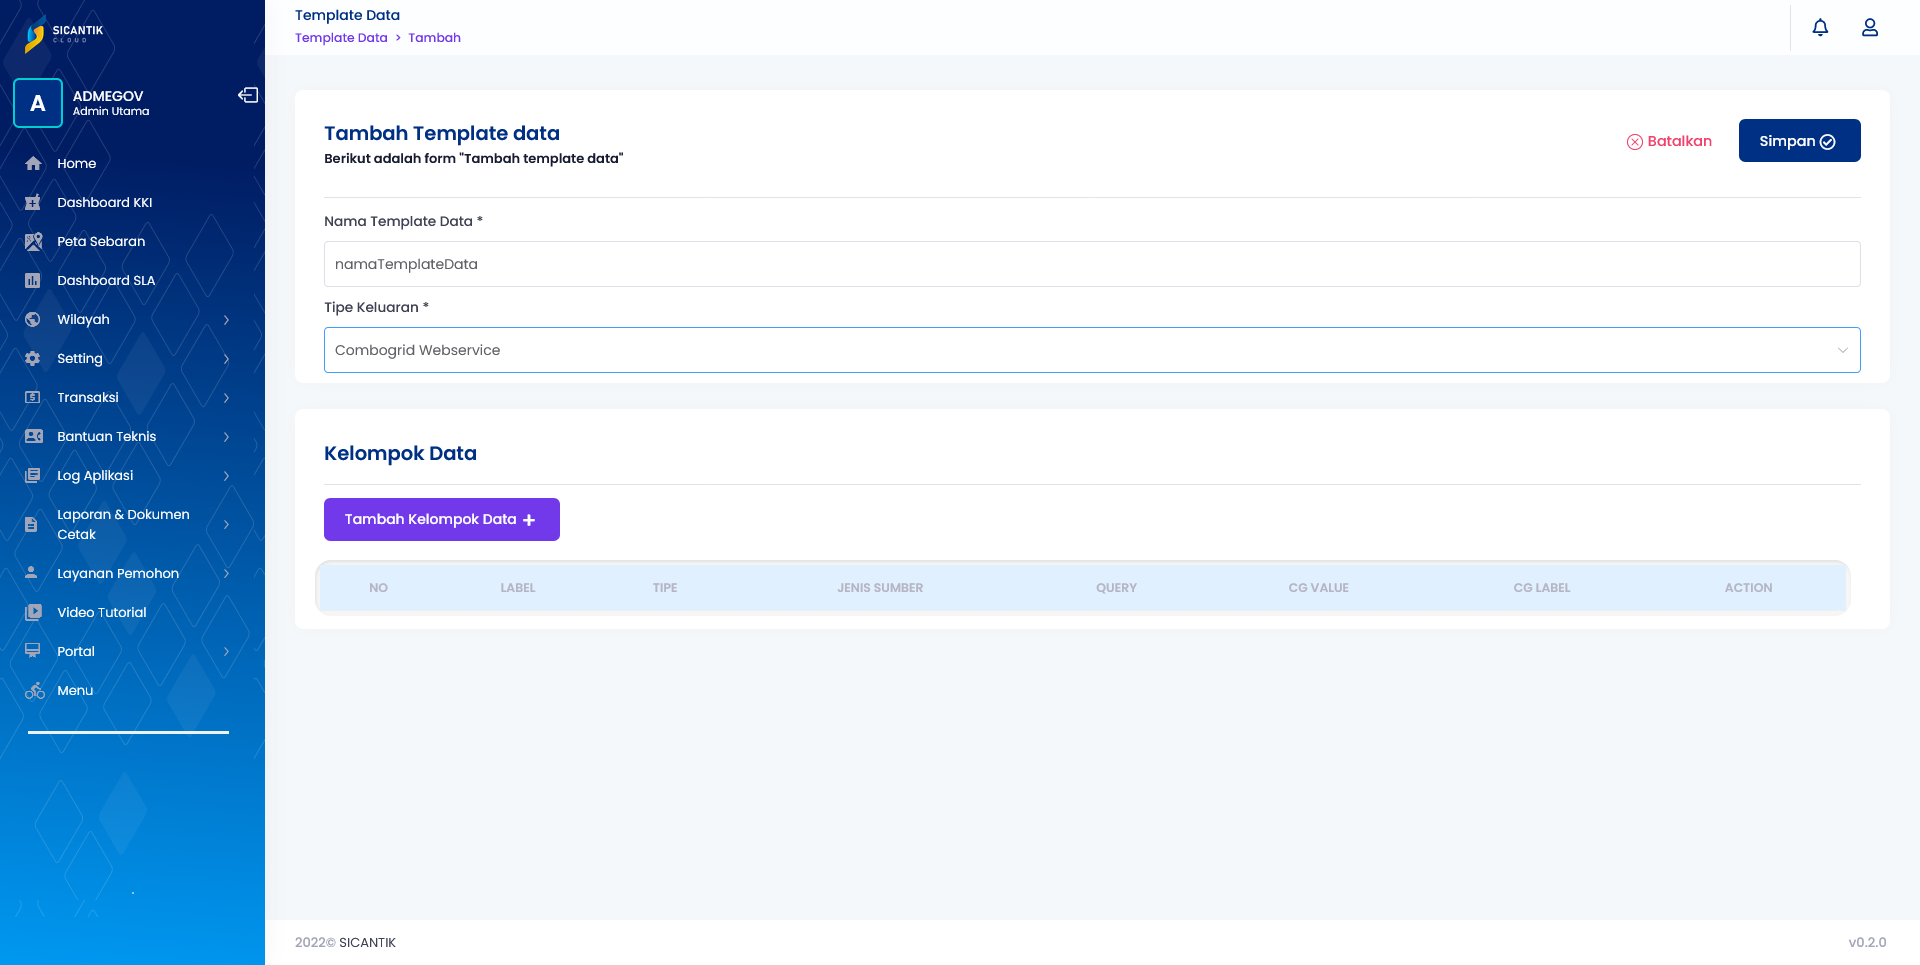 SICANTIK
CLOUD
A
ADMEGOV
Admin Utama
Home
Dashboard KKI
Peta Sebaran
Dashboard SLA
Wilayah
Setting
Transaksi
Bantuan Teknis
Log Aplikasi
Laporan & Dokumen
Cetak
Layanan Pemohon
Video Tutorial
Portal
Menu
Template Data
Template Data > Tambah
Tambah Template data
Berikut adalah form "Tambah template data"
Batalkan
Simpan
Nama Template Data *
namaTemplateData
Tipe Keluaran *
Combogrid Webservice
Kelompok Data
Tambah Kelompok Data +
NO LABEL TIPE JENIS SUMBER QUERY CG VALUE CG LABEL ACTION
2022© SICANTIK
v0.2.0